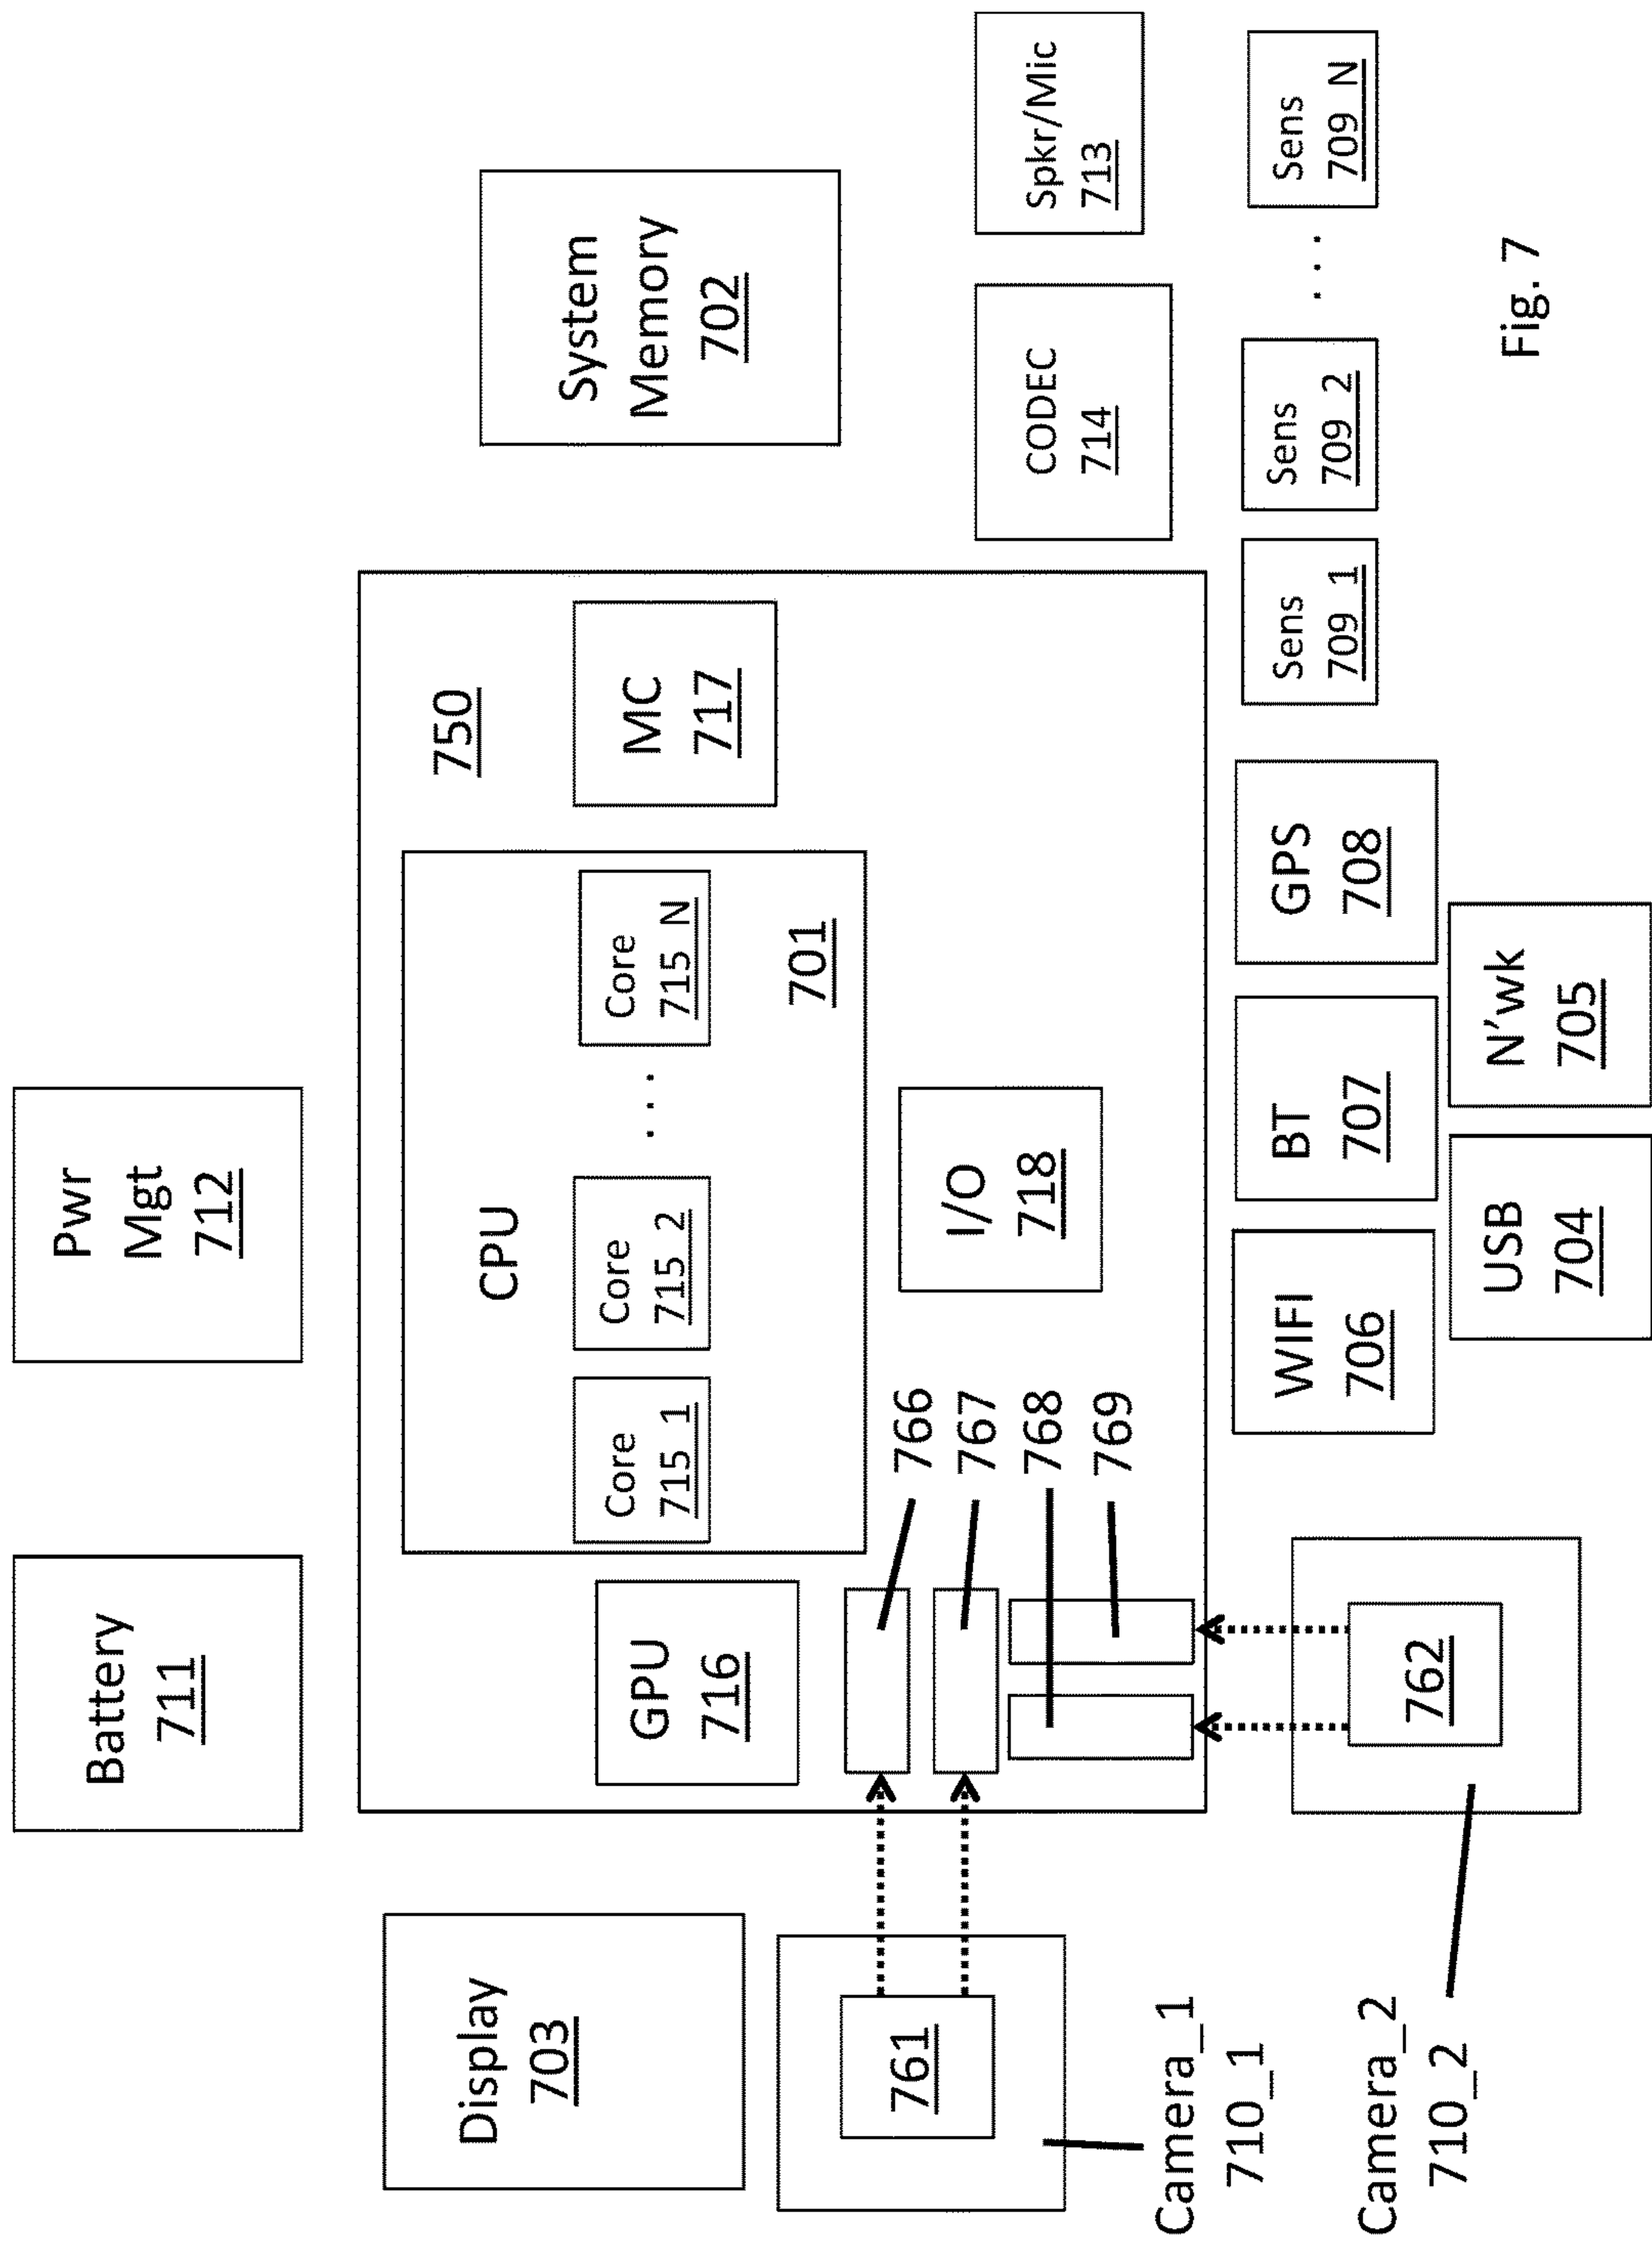 Battery
711
Pwr
Mgt
712
Display
703
750
CPU
Core
715_1
Core
715_2
. . .
Core
715_N
701
MC
717
System
Memory
702
GPU
716
761
766
767
768
769
I/O
718
CODEC
714
Spkr/Mic
713
Camera_1
710_1
762
Camera_2
710_2
WIFI
706
BT
707
GPS
708
Sens
709_1
Sens
709_2
. . .
Sens
709_N
USB
704
N'wk
705
Fig. 7